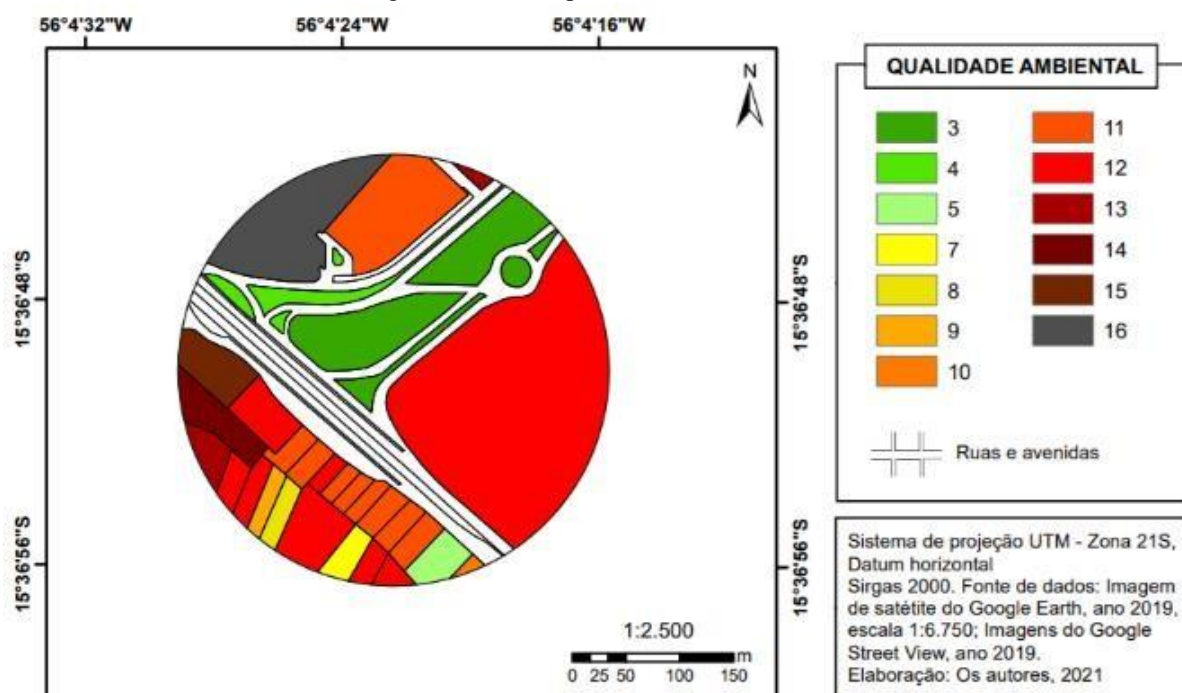 56°4'32"W 56°4'24"W 56°4'16"W
N
15°36'48"S
15°36'56"S
15°36'48"S
15°36'56"S
1:2.500
0 25 50 100 150 m
QUALIDADE AMBIENTAL
3
4
5
7
8
9
10
11
12
13
14
15
16
Ruas e avenidas
Sistema de projeção UTM - Zona 21S,
Datum horizontal
Sirgas 2000. Fonte de dados: Imagem
de satétite do Google Earth, ano 2019,
escala 1:6.750; Imagens do Google
Street View, ano 2019.
Elaboração: Os autores, 2021